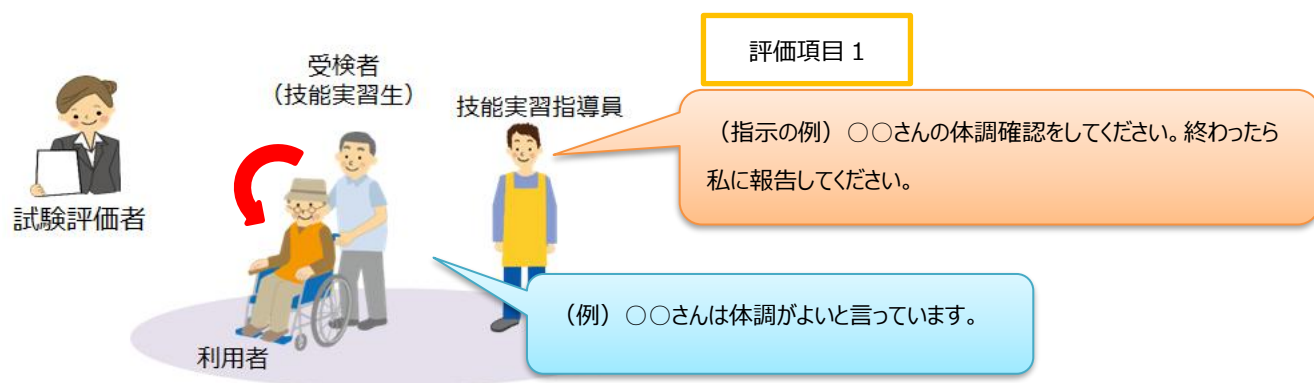 評価項目 1
受検者
（技能実習生）
技能実習指導員
（指示の例）○○さんの体調確認をしてください。終わったら
私に報告してください。
試験評価者
（例）○○さんは体調がよいと言っています。
利用者